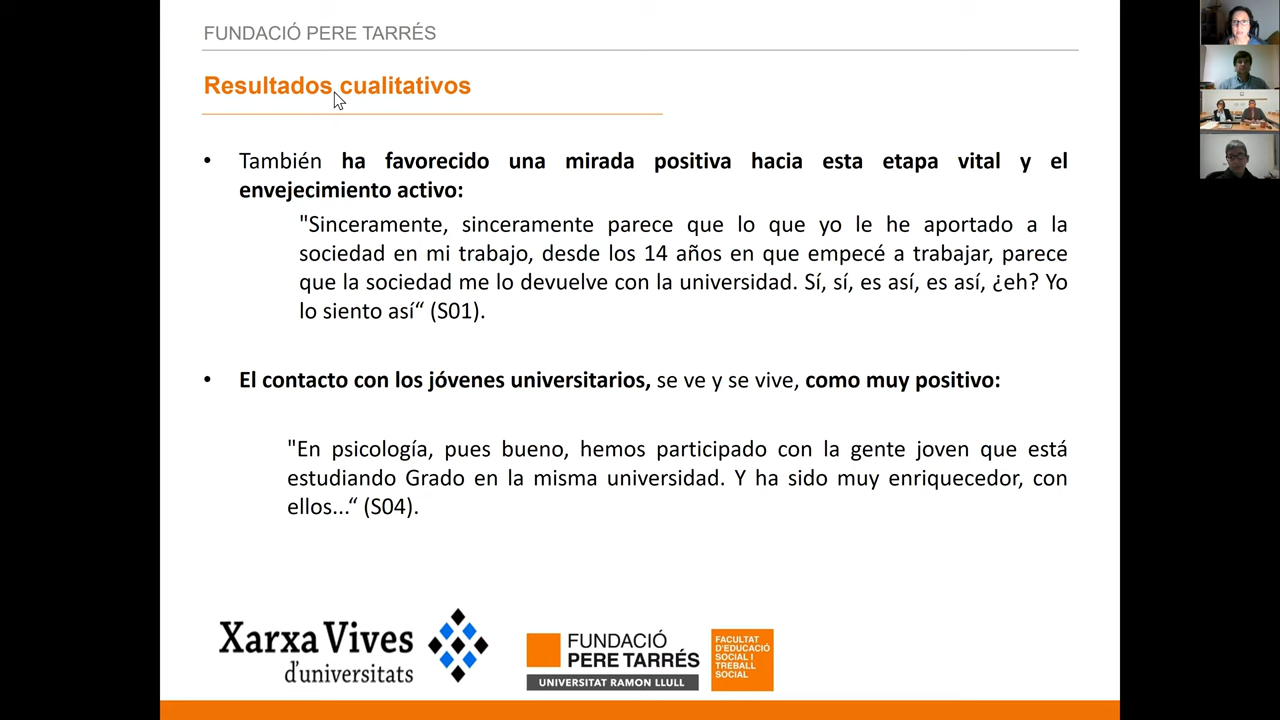 FUNDACIÓ PERE TARRÉS
Resultados cualitativos
• También ha favorecido una mirada positiva hacia esta etapa vital y el
envejecimiento activo:
"Sinceramente, sinceramente parece que lo que yo le he aportado a la
sociedad en mi trabajo, desde los 14 años en que empecé a trabajar, parece
que la sociedad me lo devuelve con la universidad. Sí, sí, es así, es así, ¿eh? Yo
lo siento así“ (S01).
• El contacto con los jóvenes universitarios, se ve y se vive, como muy positivo:
"En psicología, pues bueno, hemos participado con la gente joven que está
estudiando Grado en la misma universidad. Y ha sido muy enriquecedor, con
ellos...“ (S04).
Xarxa Vives
d'universitats
FUNDACIÓ
PERE TARRÉS
UNIVERSITAT RAMON LLULL
FACULTAT
D'EDUCACIÓ
SOCIAL I
TREBALL
SOCIAL